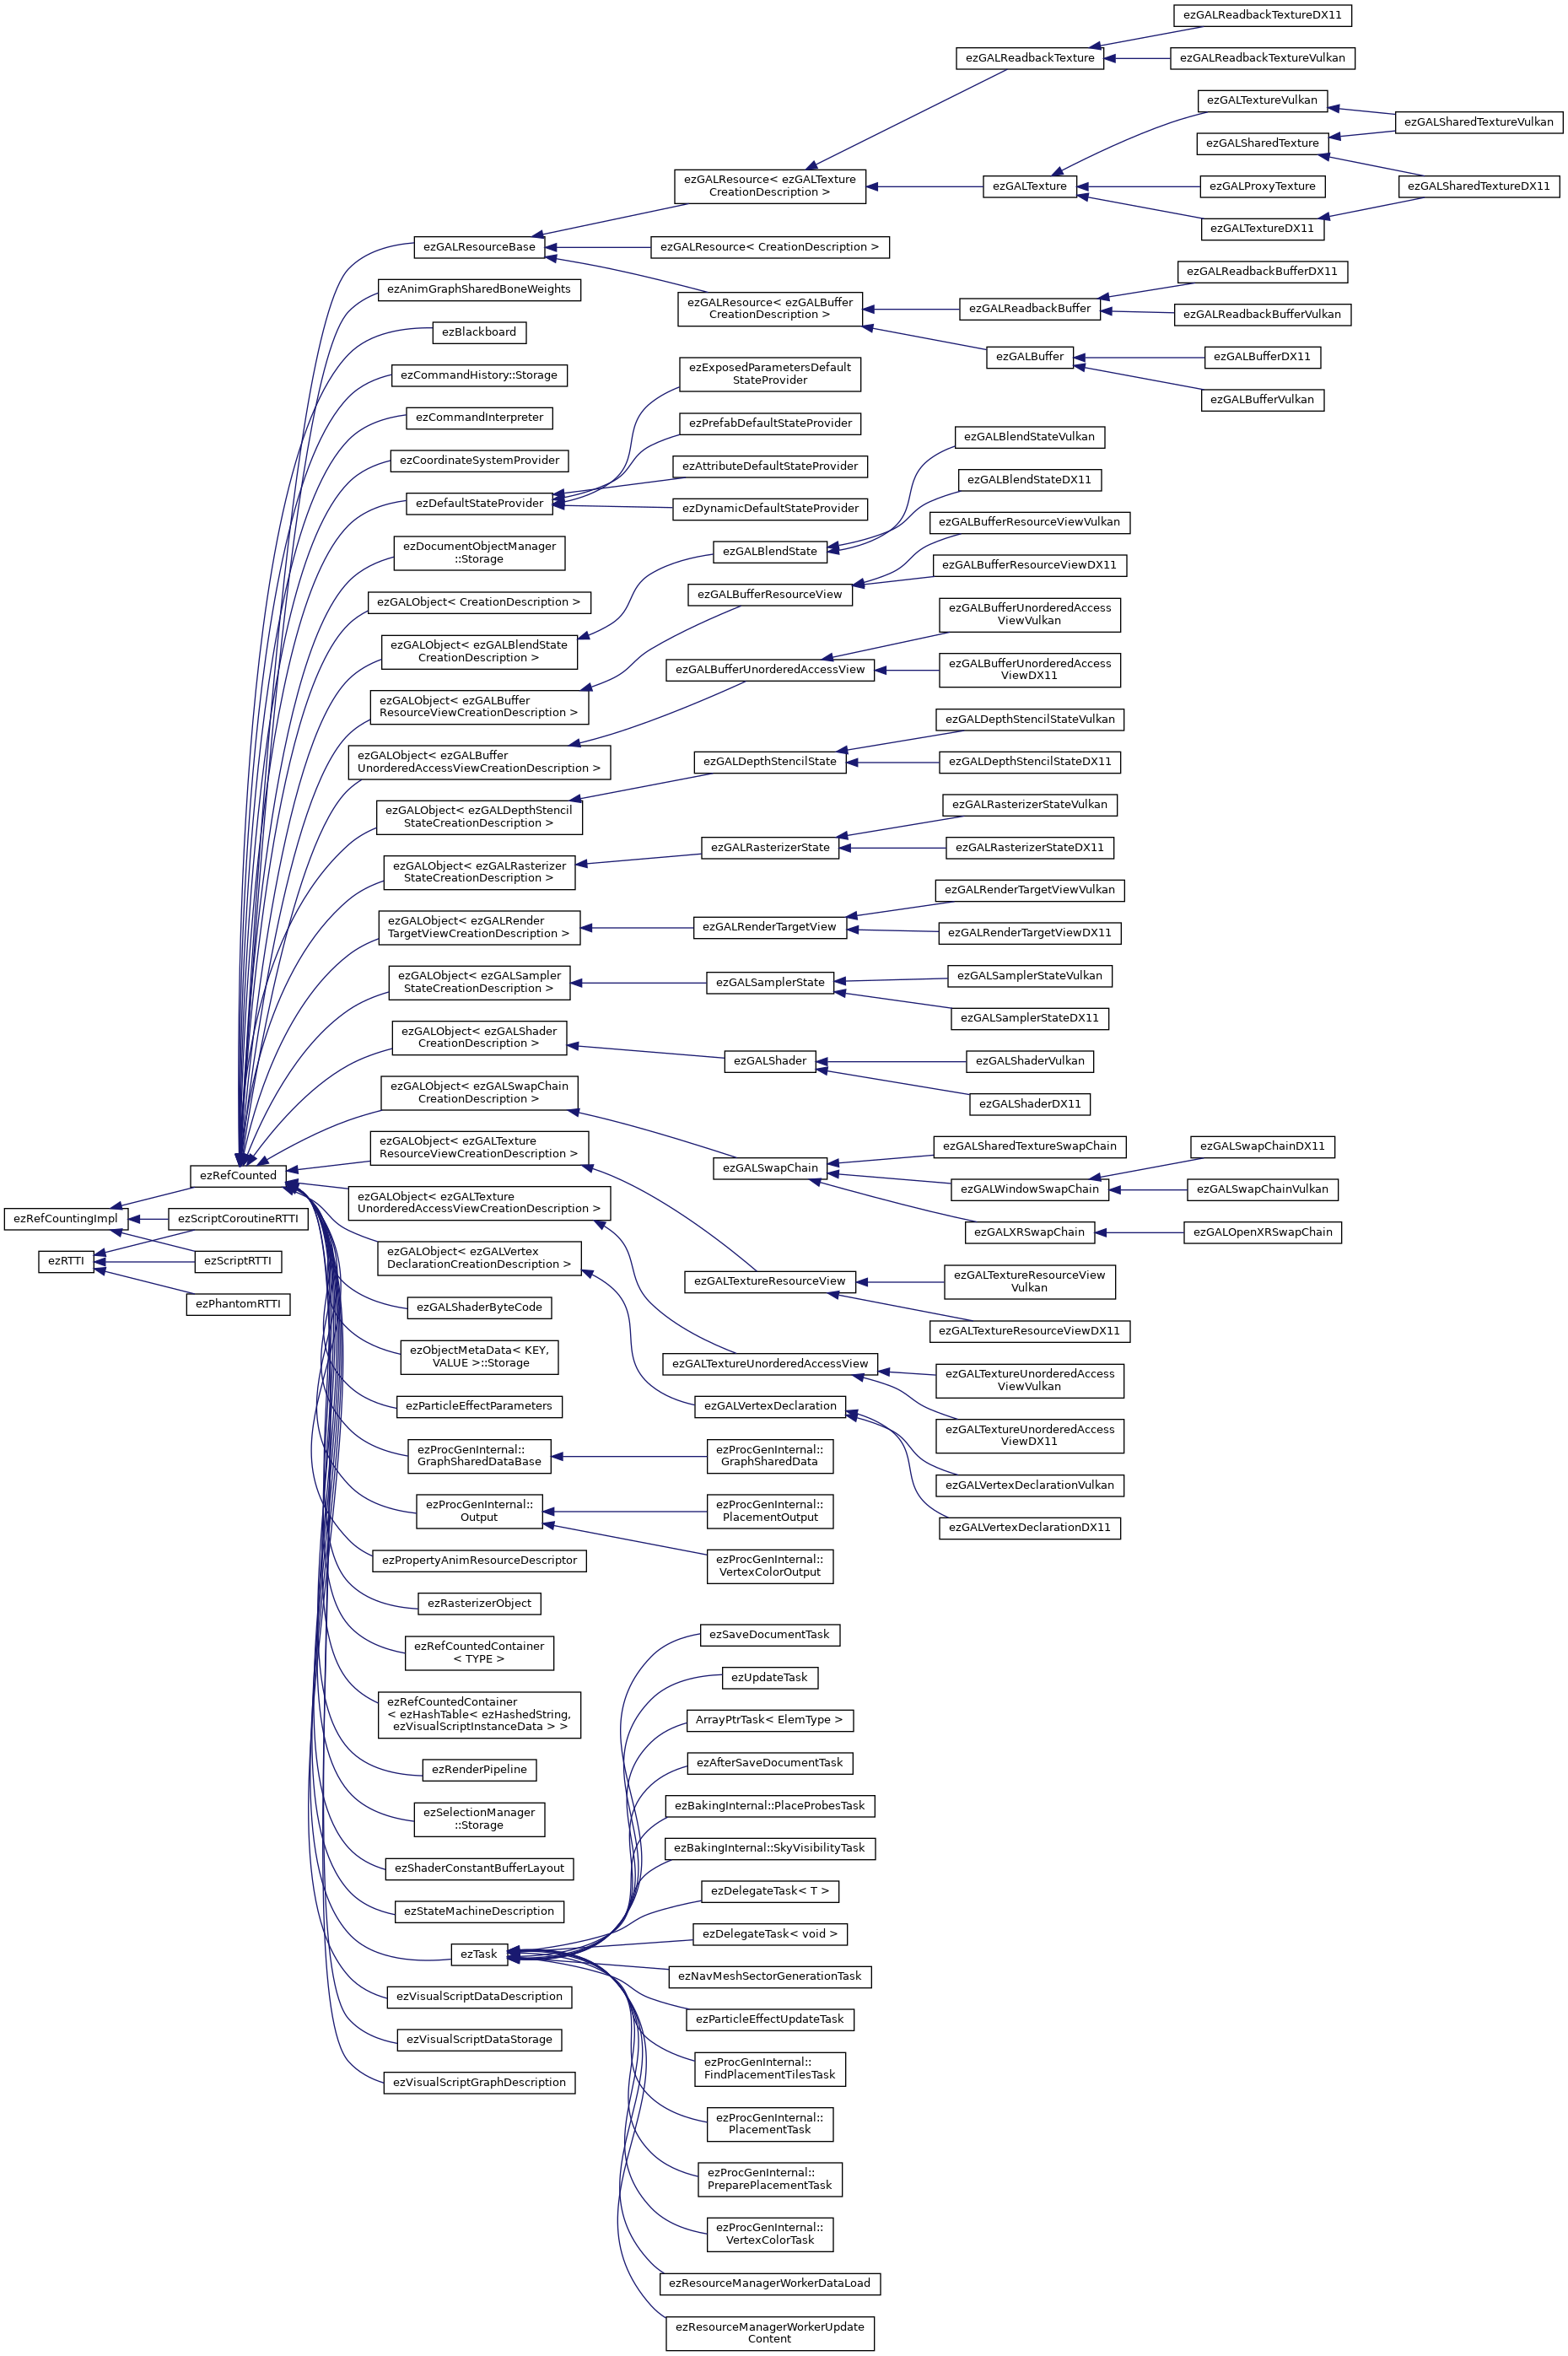 ezGALReadbackTextureDX11
ezGALReadbackTexture
ezGALReadbackTextureVulkan
ezGALTextureVulkan
ezGALSharedTextureVulkan
ezGALSharedTexture
ezGALResource< ezGALTexture
CreationDescription >
ezGALTexture
ezGALProxyTexture
ezGALSharedTextureDX11
ezGALTextureDX11
ezGALResourceBase
ezGALResource< CreationDescription >
ezGALReadbackBufferDX11
ezAnimGraphSharedBoneWeights
ezGALResource< ezGALBuffer
CreationDescription >
ezGALReadbackBuffer
ezGALReadbackBufferVulkan
ezBlackboard
ezGALBuffer
ezGALBufferDX11
ezGALBufferVulkan
ezCommandHistory::Storage
ezExposedParametersDefault
StateProvider
ezCommandInterpreter
ezPrefabDefaultStateProvider
ezGALBlendStateVulkan
ezCoordinateSystemProvider
ezAttributeDefaultStateProvider
ezGALBlendStateDX11
ezDefaultStateProvider
ezDynamicDefaultStateProvider
ezGALBufferResourceViewVulkan
ezDocumentObjectManager
::Storage
ezGALBlendState
ezGALBufferResourceViewDX11
ezGALObject< CreationDescription >
ezGALBufferResourceView
ezGALBufferUnorderedAccess
ViewVulkan
ezGALObject< ezGALBlendState
CreationDescription >
ezGALBufferUnorderedAccessView
ezGALBufferUnorderedAccess
ViewDX11
ezGALObject< ezGALBuffer
ResourceViewCreationDescription >
ezGALDepthStencilStateVulkan
ezGALObject< ezGALBuffer
UnorderedAccessViewCreationDescription >
ezGALDepthStencilState
ezGALDepthStencilStateDX11
ezGALObject< ezGALDepthStencil
StateCreationDescription >
ezGALRasterizerStateVulkan
ezGALRasterizerState
ezGALRasterizerStateDX11
ezGALObject< ezGALRasterizer
StateCreationDescription >
ezGALRenderTargetViewVulkan
ezGALObject< ezGALRender
TargetViewCreationDescription >
ezGALRenderTargetView
ezGALRenderTargetViewDX11
ezGALObject< ezGALSampler
StateCreationDescription >
ezGALSamplerState
ezGALSamplerStateVulkan
ezGALSamplerStateDX11
ezGALObject< ezGALShader
CreationDescription >
ezGALShader
ezGALShaderVulkan
ezGALShaderDX11
ezGALObject< ezGALSwapChain
CreationDescription >
ezGALObject< ezGALTexture
ResourceViewCreationDescription >
ezGALSharedTextureSwapChain
ezGALSwapChainDX11
ezRefCounted
ezGALSwapChain
ezGALWindowSwapChain
ezGALSwapChainVulkan
ezGALObject< ezGALTexture
UnorderedAccessViewCreationDescription >
ezRefCountingImpl
ezScriptCoroutineRTTI
ezGALXRSwapChain
ezGALOpenXRSwapChain
ezRTTI
ezScriptRTTI
ezGALObject< ezGALVertex
DeclarationCreationDescription >
ezGALTextureResourceView
ezGALTextureResourceView
Vulkan
ezPhantomRTTI
ezGALShaderByteCode
ezGALTextureResourceViewDX11
ezObjectMetaData< KEY,
VALUE >::Storage
ezGALTextureUnorderedAccessView
ezGALTextureUnorderedAccess
ViewVulkan
ezParticleEffectParameters
ezGALVertexDeclaration
ezGALTextureUnorderedAccess
ViewDX11
ezProcGenInternal::
GraphSharedDataBase
ezProcGenInternal::
GraphSharedData
ezGALVertexDeclarationVulkan
ezProcGenInternal::
Output
ezProcGenInternal::
PlacementOutput
ezGALVertexDeclarationDX11
ezPropertyAnimResourceDescriptor
ezProcGenInternal::
VertexColorOutput
ezRasterizerObject
ezRefCountedContainer
< TYPE >
ezSaveDocumentTask
ezUpdateTask
ezRefCountedContainer
< ezHashTable< ezHashedString,
ezVisualScriptInstanceData > >
ArrayPtrTask< ElemType >
ezRenderPipeline
ezAfterSaveDocumentTask
ezSelectionManager
::Storage
ezBakingInternal::PlaceProbesTask
ezBakingInternal::SkyVisibilityTask
ezShaderConstantBufferLayout
ezDelegateTask< T >
ezStateMachineDescription
ezDelegateTask< void >
ezTask
ezNavMeshSectorGenerationTask
ezVisualScriptDataDescription
ezParticleEffectUpdateTask
ezVisualScriptDataStorage
ezProcGenInternal::
FindPlacementTilesTask
ezVisualScriptGraphDescription
ezProcGenInternal::
PlacementTask
ezProcGenInternal::
PreparePlacementTask
ezProcGenInternal::
VertexColorTask
ezResourceManagerWorkerDataLoad
ezResourceManagerWorkerUpdate
Content